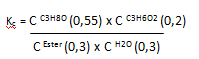 Kc = C C3H8O (0,55) x C C3H6O2 (0,2)
C Ester (0,3) x C H2O (0,3)